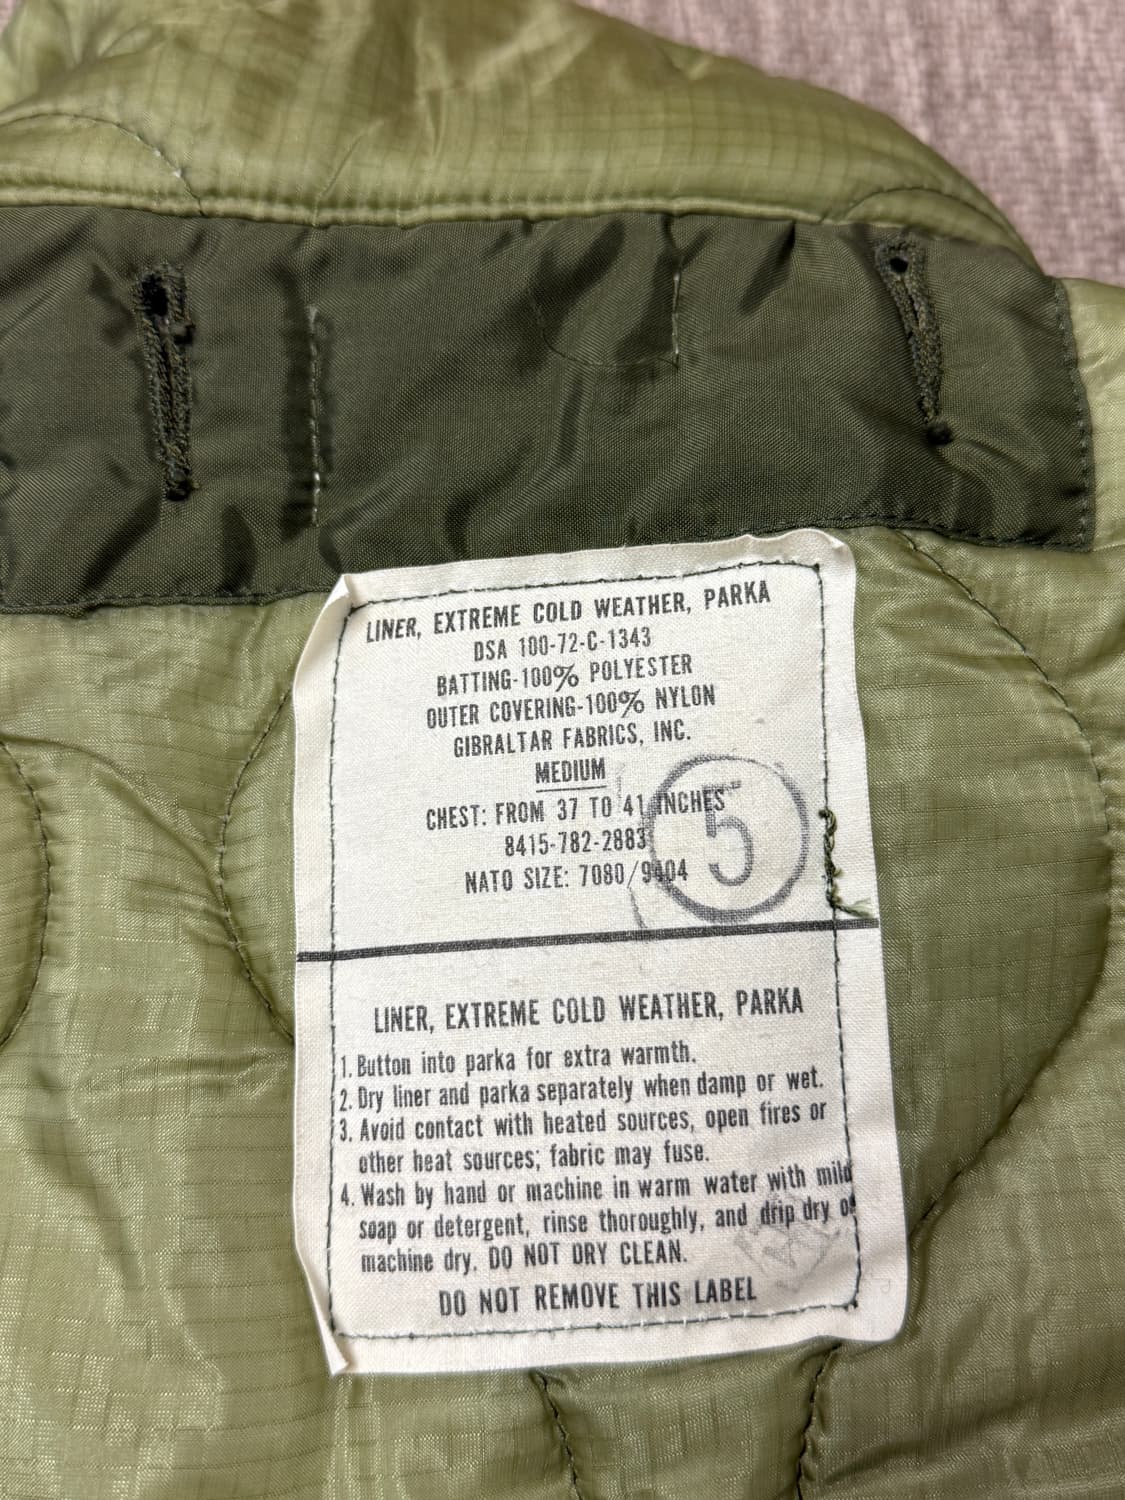 LINER, EXTREME COLD WEATHER, PARKA
DSA 100-72-C-1343
BATTING-100% POLYESTER
OUTER COVERING-100% NYLON
GIBRALTAR FABRICS, INC.
MEDIUM
CHEST: FROM 37 TO 41 INCHES
5
8415-782-2883
NATO SIZE: 7080/9404
LINER, EXTREME COLD WEATHER, PARKA
1. Button into parka for extra warmth.
2. Dry liner and parka separately when damp or wet.
3. Avoid contact with heated sources, open fires or
other heat sources; fabric may fuse.
4. Wash by hand or machine in warm water with mild
soap or detergent, rinse thoroughly, and drip dry or
machine dry. DO NOT DRY CLEAN.
DO NOT REMOVE THIS LABEL